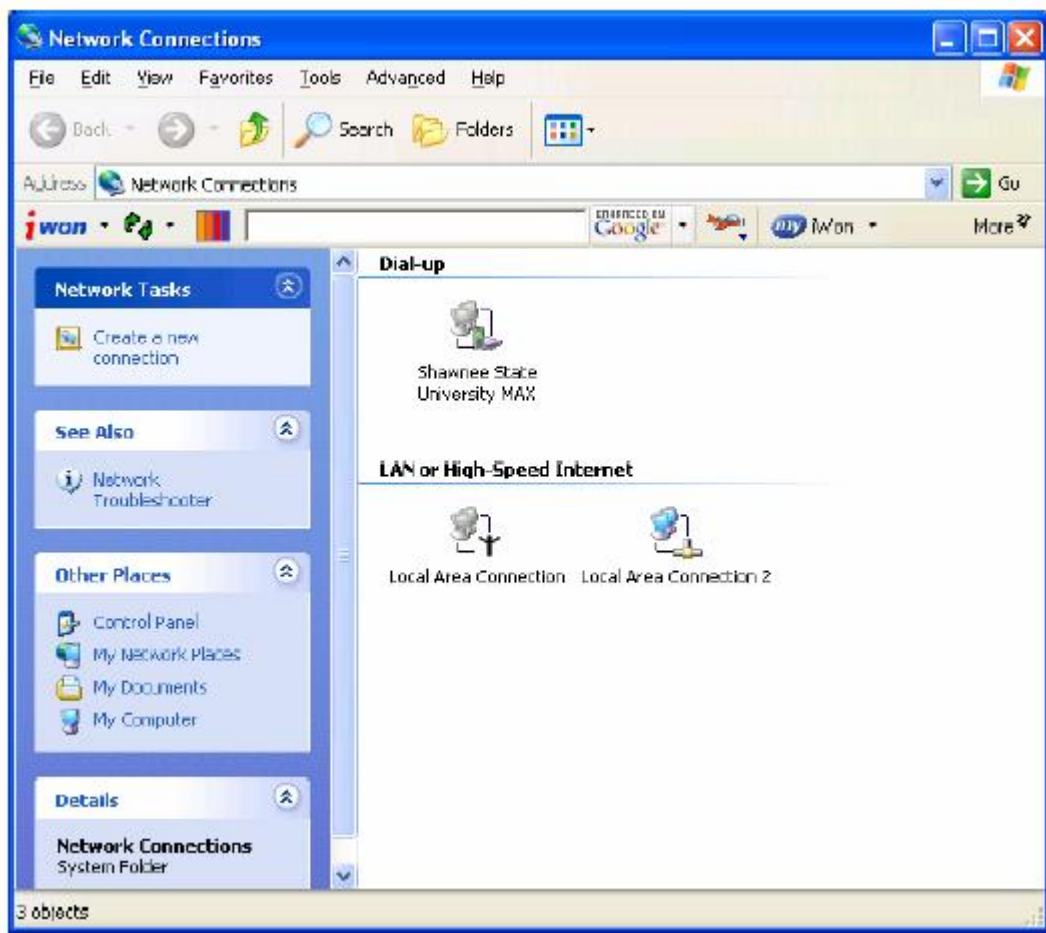 Network Connections
File Edit View Favorites Tools Advanced Help
Back Search Folders
Address Network Connections Go
iwon ENHANCED BY Google my iWon More
Network Tasks
Create a new
connection
See Also
Network
Troubleshooter
Other Places
Control Panel
My Network Places
My Documents
My Computer
Details
Network Connections
System Folder
Dial-up
Shawnee State
University MAX
LAN or High-Speed Internet
Local Area Connection Local Area Connection 2
3 objects